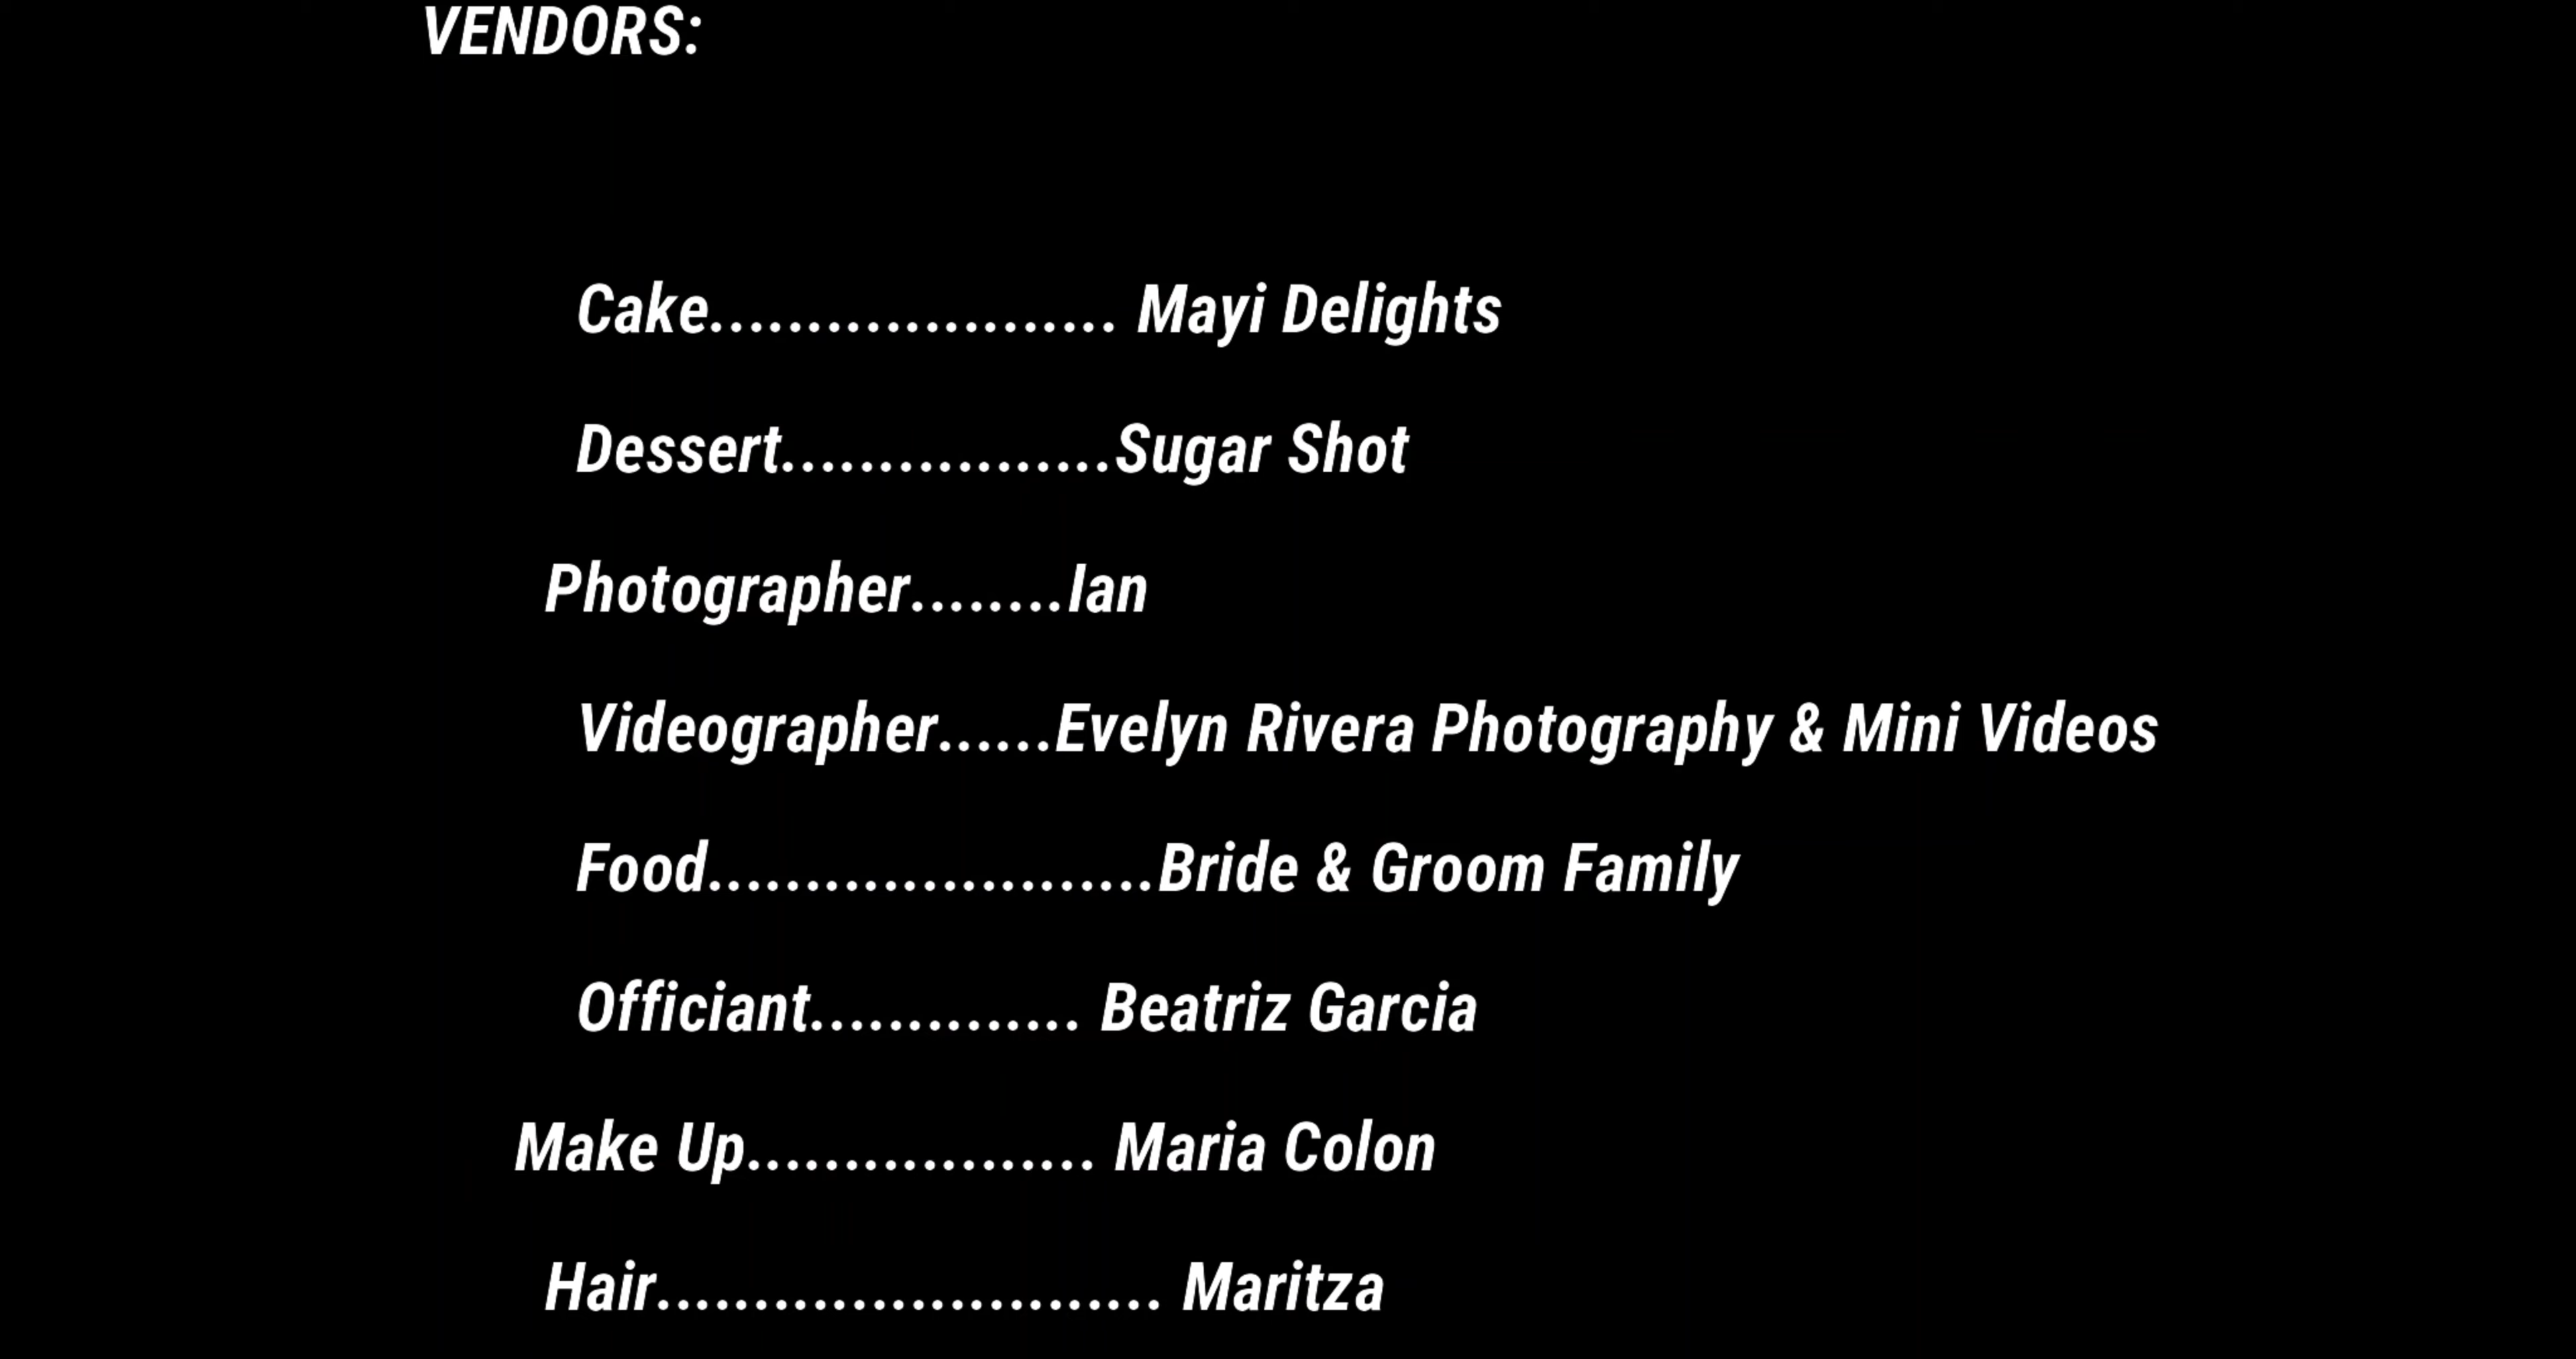 VENDORS:
Cake..................... Mayi Delights
Dessert.................Sugar Shot
Photographer........Ian
Videographer......Evelyn Rivera Photography & Mini Videos
Food.......................Bride & Groom Family
Officiant.............. Beatriz Garcia
Make Up.................. Maria Colon
Hair.......................... Maritza